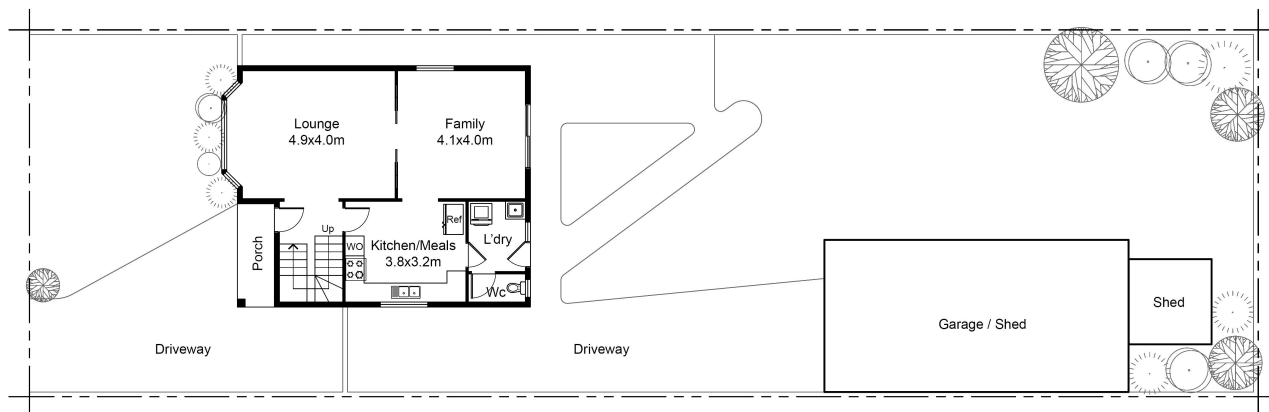 Lounge
4.9x4.0m
Family
4.1x4.0m
Porch
Up
WO
Kitchen/Meals
3.8x3.2m
Ref
L'dry
Wc
Driveway
Driveway
Garage / Shed
Shed